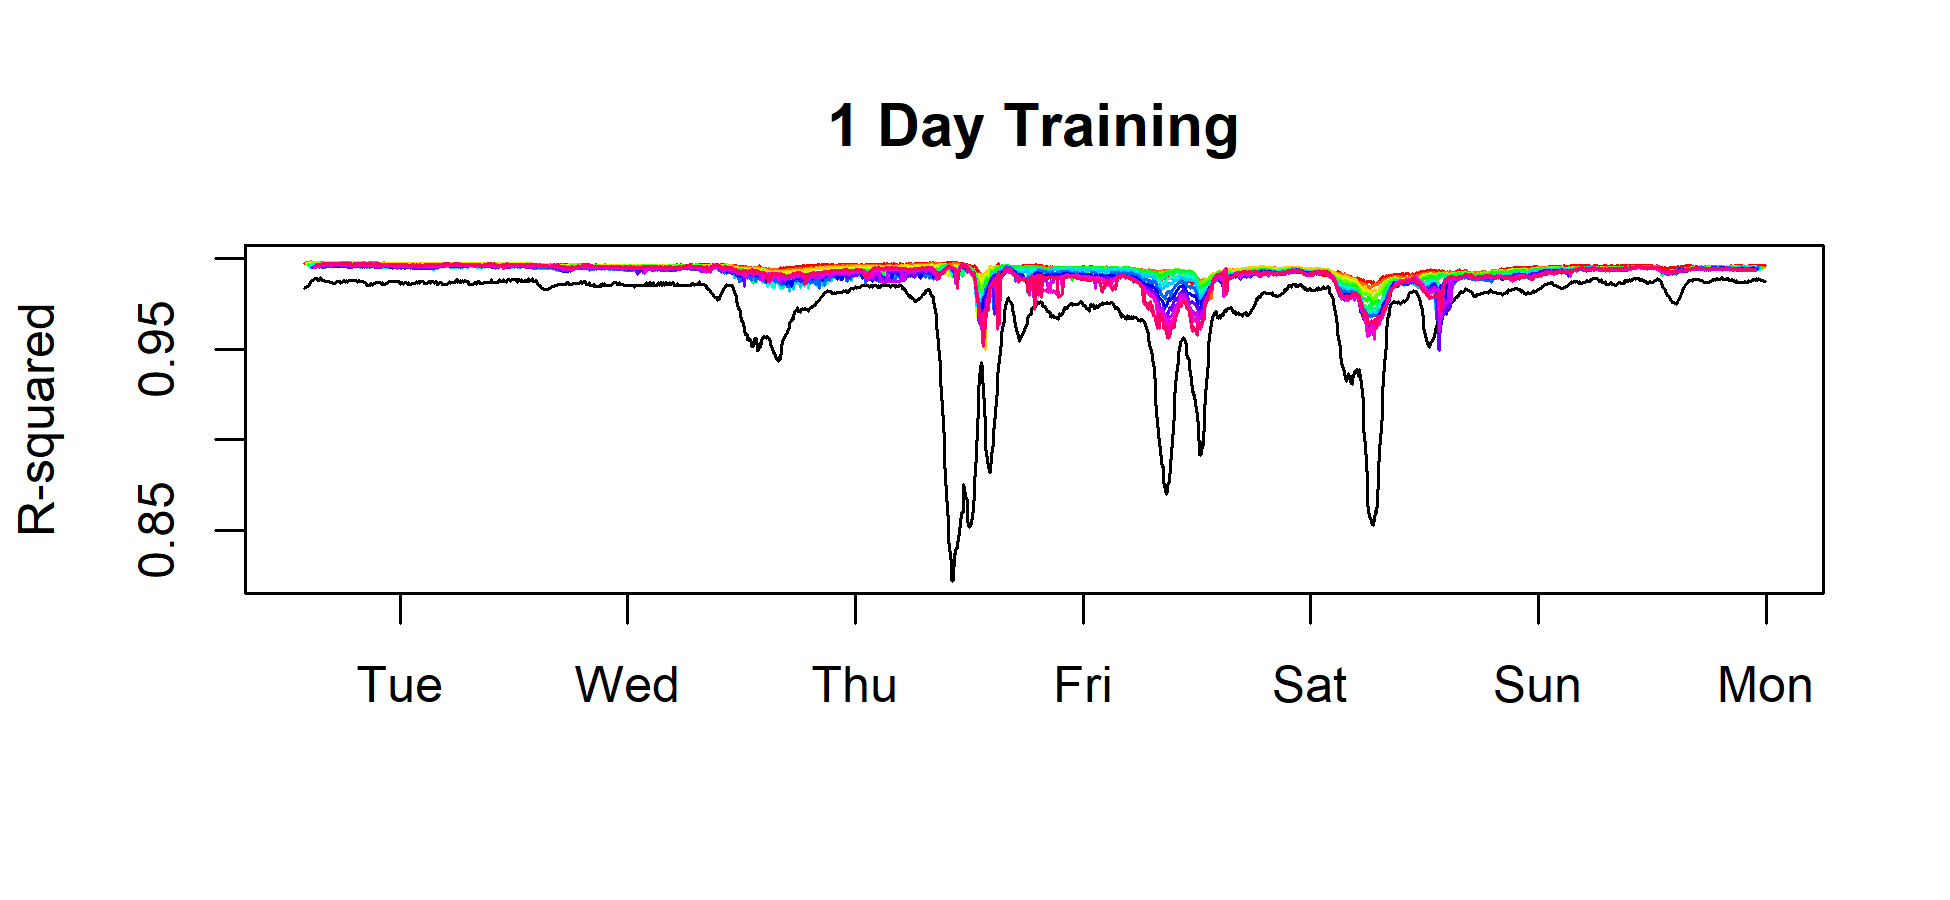 1 Day Training
R-squared
0.95
0.85
Tue Wed Thu Fri Sat Sun Mon